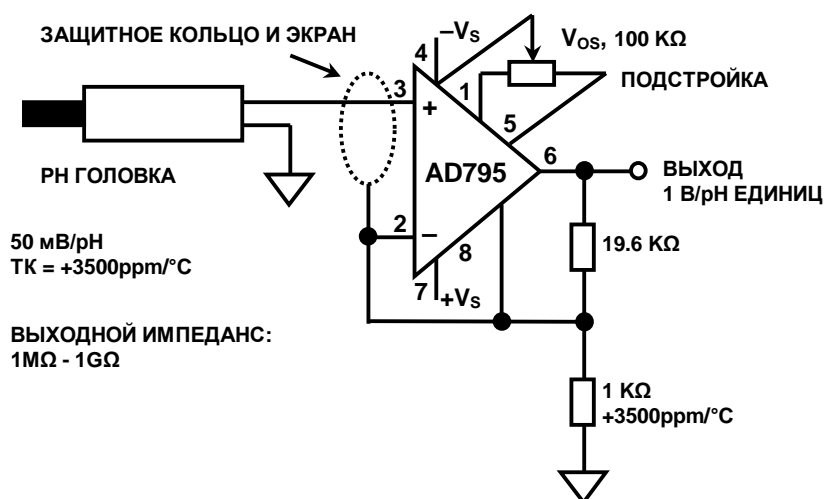 ЗАЩИТНОЕ КОЛЬЦО И ЭКРАН
4
–VS
VOS, 100 KΩ
1
ПОДСТРОЙКА
3
+
5
6
AD795
PH ГОЛОВКА
ВЫХОД
1 В/pH ЕДИНИЦ
2
–
8
19.6 KΩ
50 мВ/pH
ТК = +3500ppm/°C
7
+VS
ВЫХОДНОЙ ИМПЕДАНС:
1MΩ - 1GΩ
1 KΩ
+3500ppm/°C